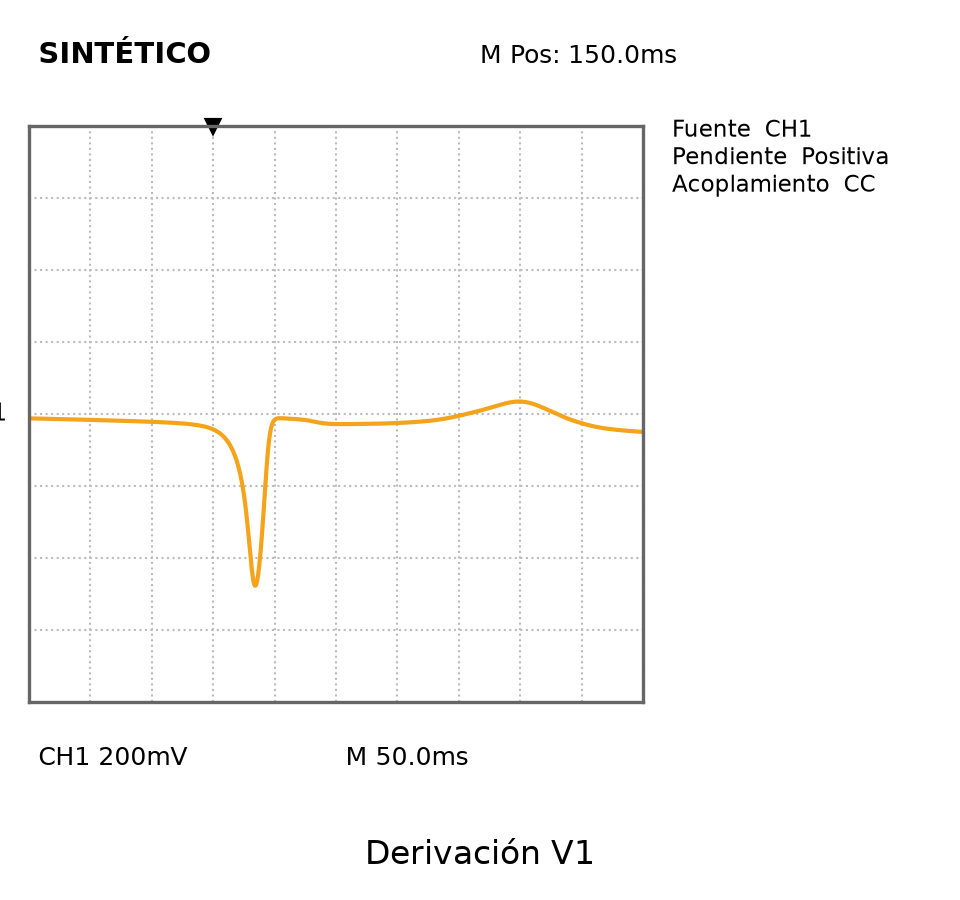 SINTÉTICO
M Pos: 150.0ms
Fuente CH1
Pendiente Positiva
Acoplamiento CC
CH1 200mV
M 50.0ms
Derivación V1